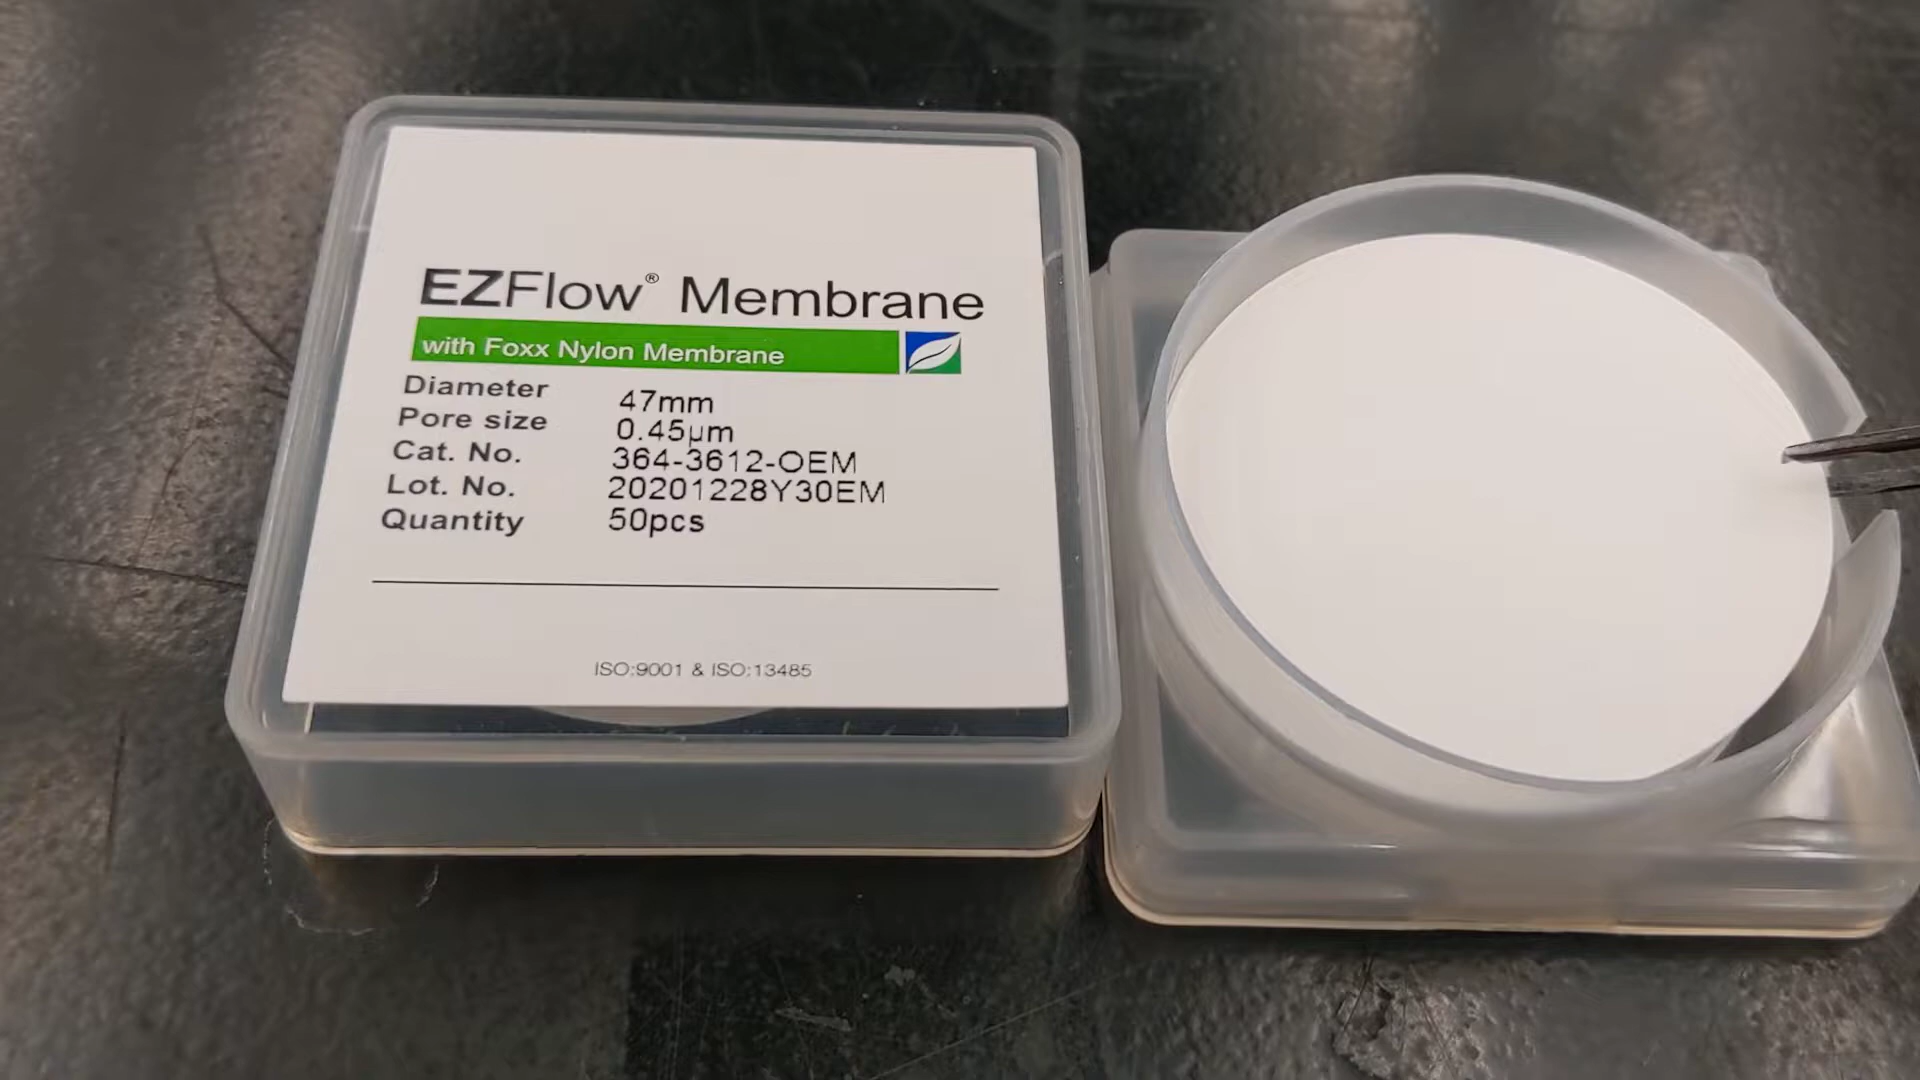 EZFlow® Membrane
with Foxx Nylon Membrane
Diameter 47mm
Pore size 0.45µm
Cat. No. 364-3612-OEM
Lot. No. 20201228Y30EM
Quantity 50pcs
ISO:9001 & ISO:13485